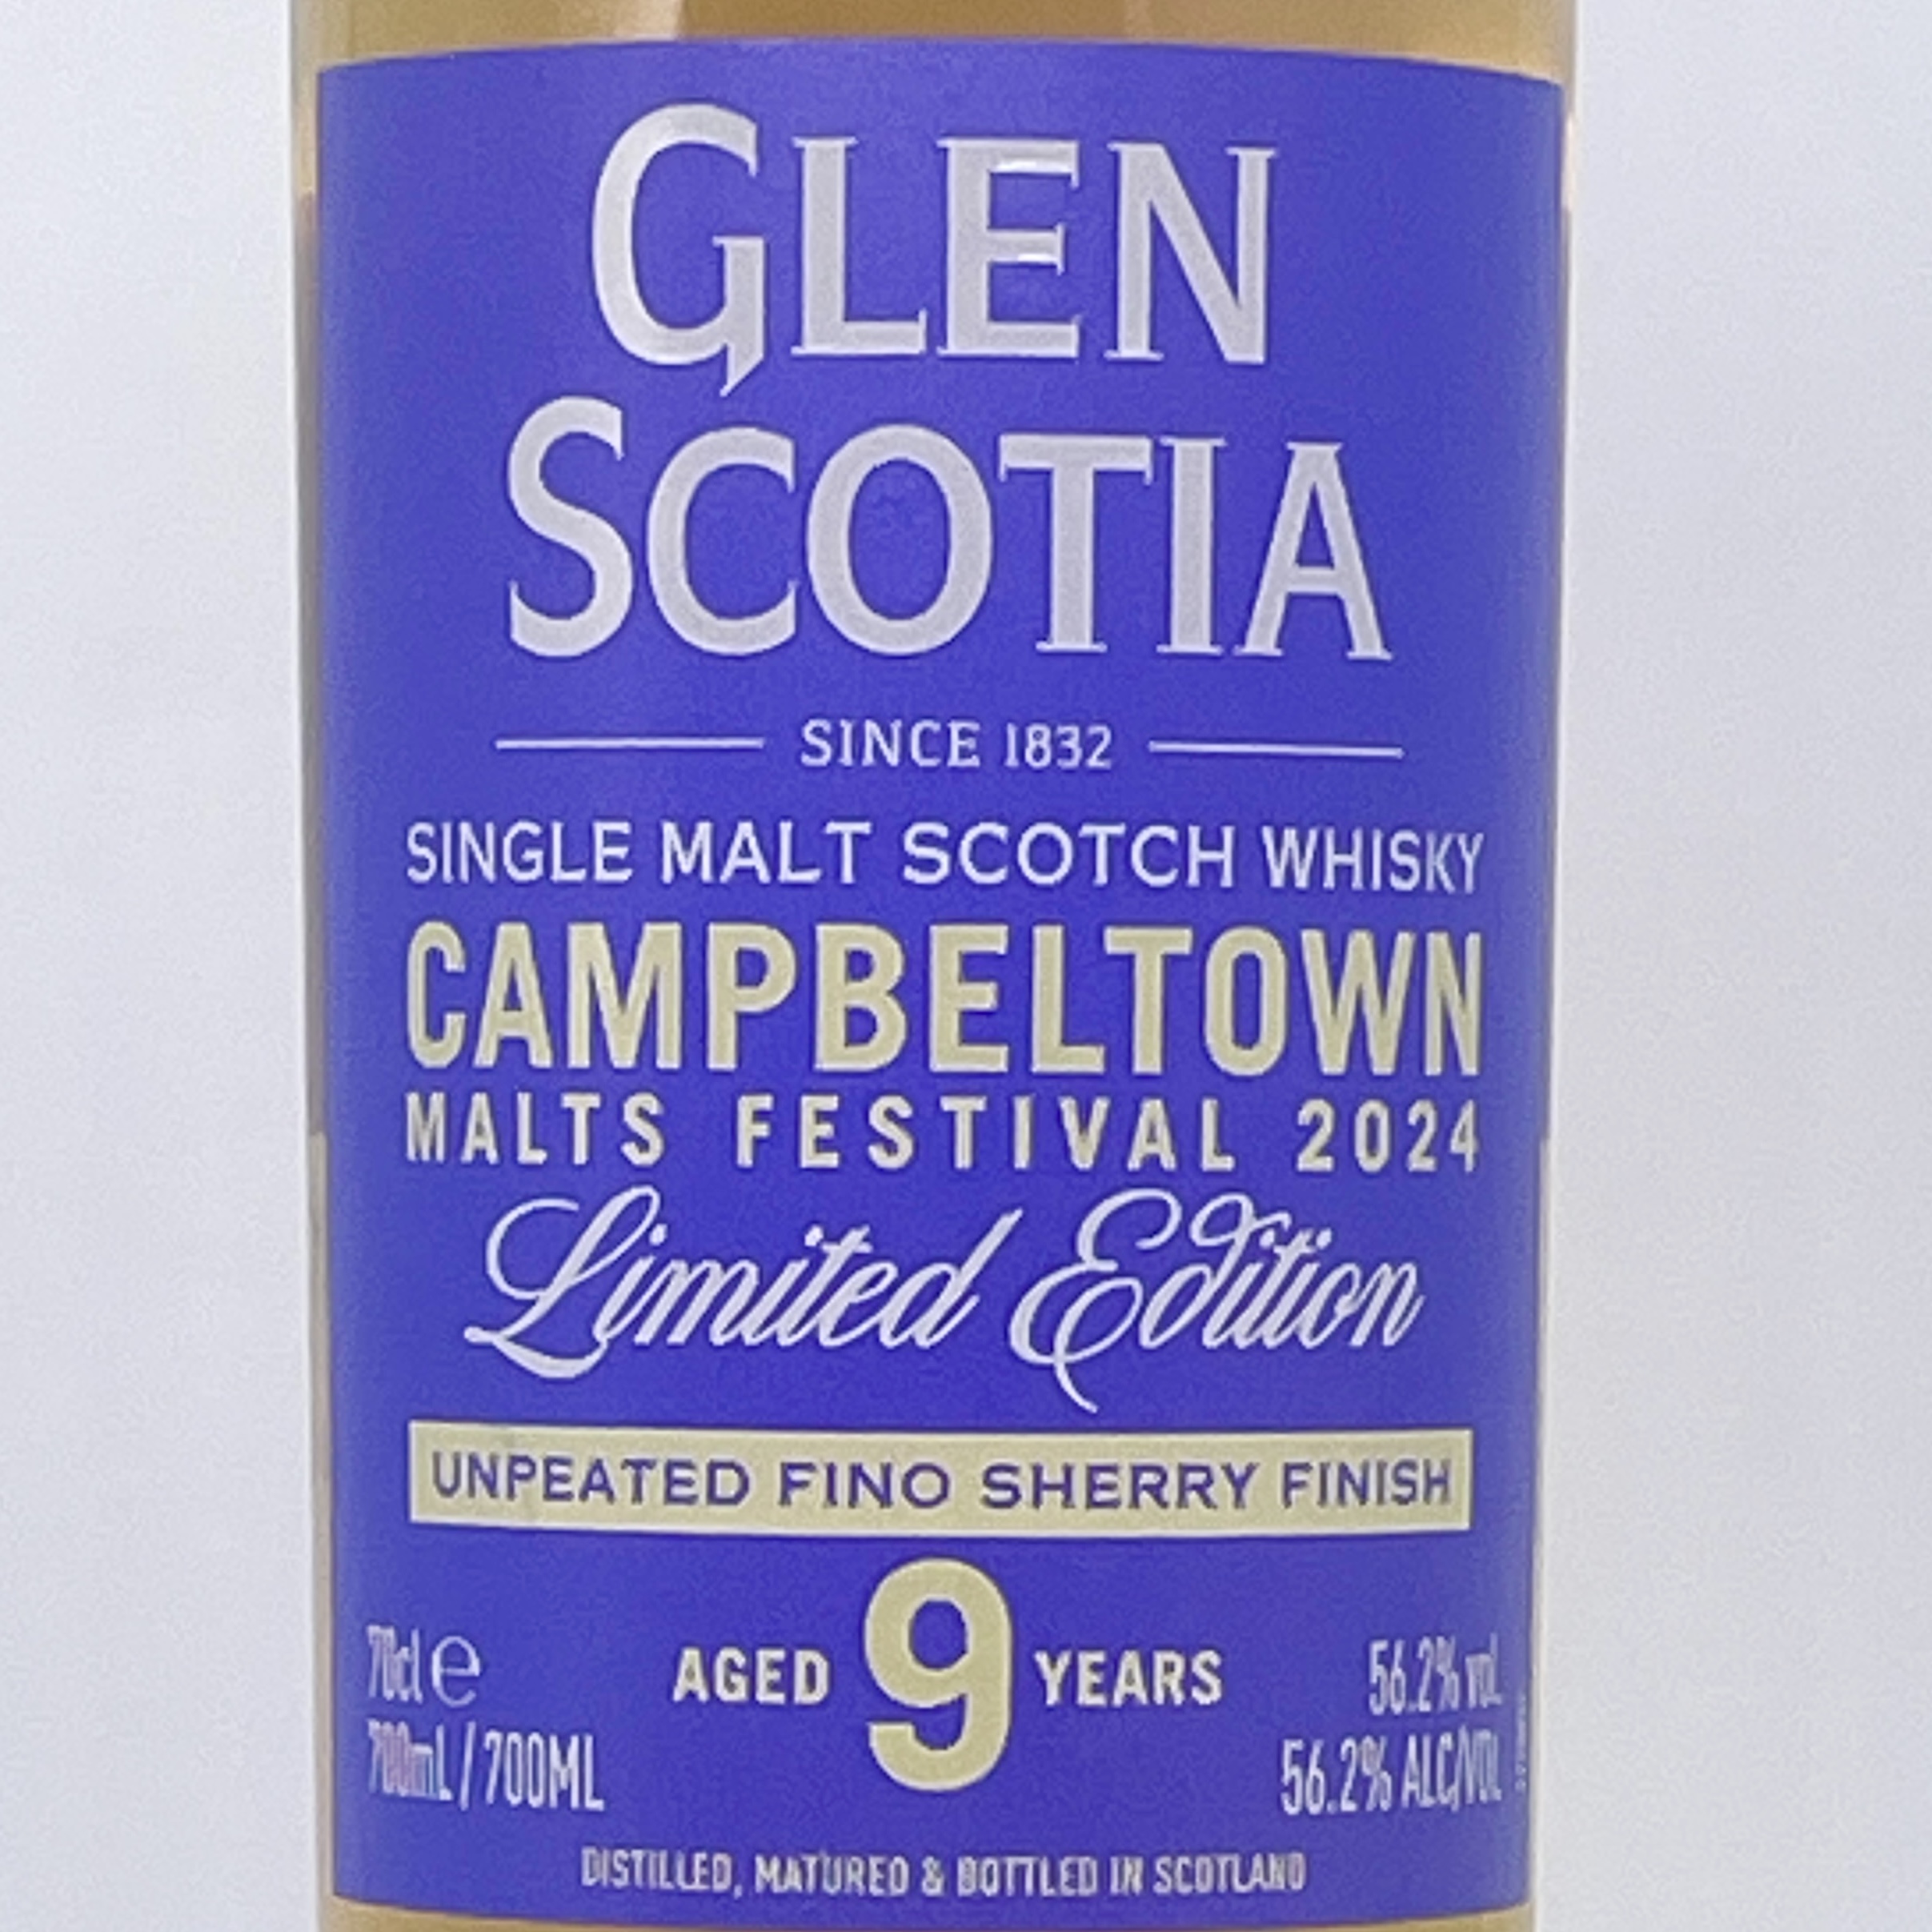 GLEN
SCOTIA
SINCE 1832
SINGLE MALT SCOTCH WHISKY
CAMPBELTOWN
MALTS FESTIVAL 2024
Limited Edition
UNPEATED FINO SHERRY FINISH
AGED 9 YEARS
70cl e
700mL / 700ML
56.2% vol.
56.2% ALC/VOL
DISTILLED, MATURED & BOTTLED IN SCOTLAND